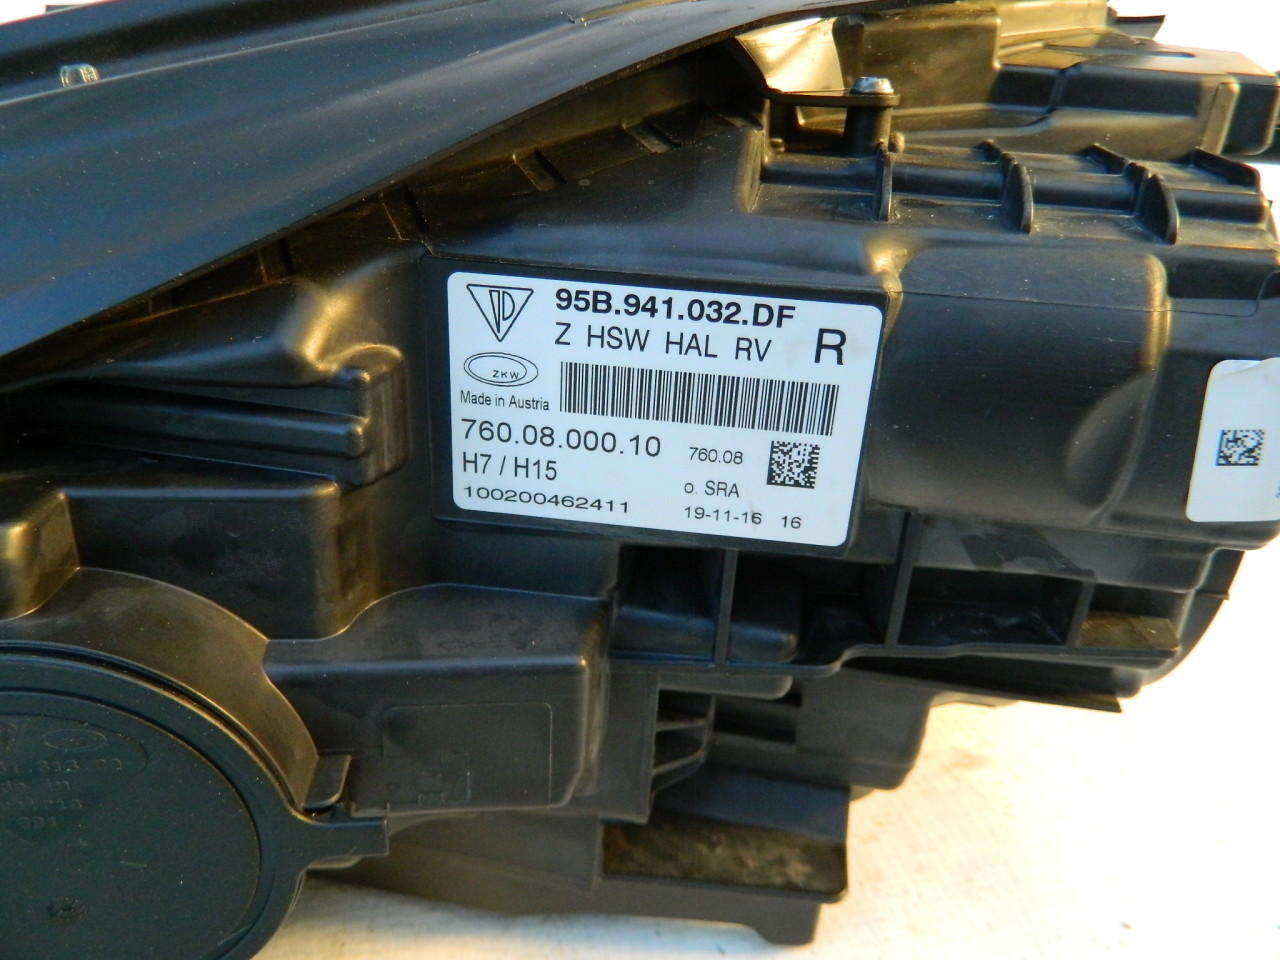 95B.941.032.DF
Z HSW HAL RV R
ZKW
Made in Austria
760.08.000.10 760.08
H7 / H15 o. SRA
100200462411 19-11-16 16